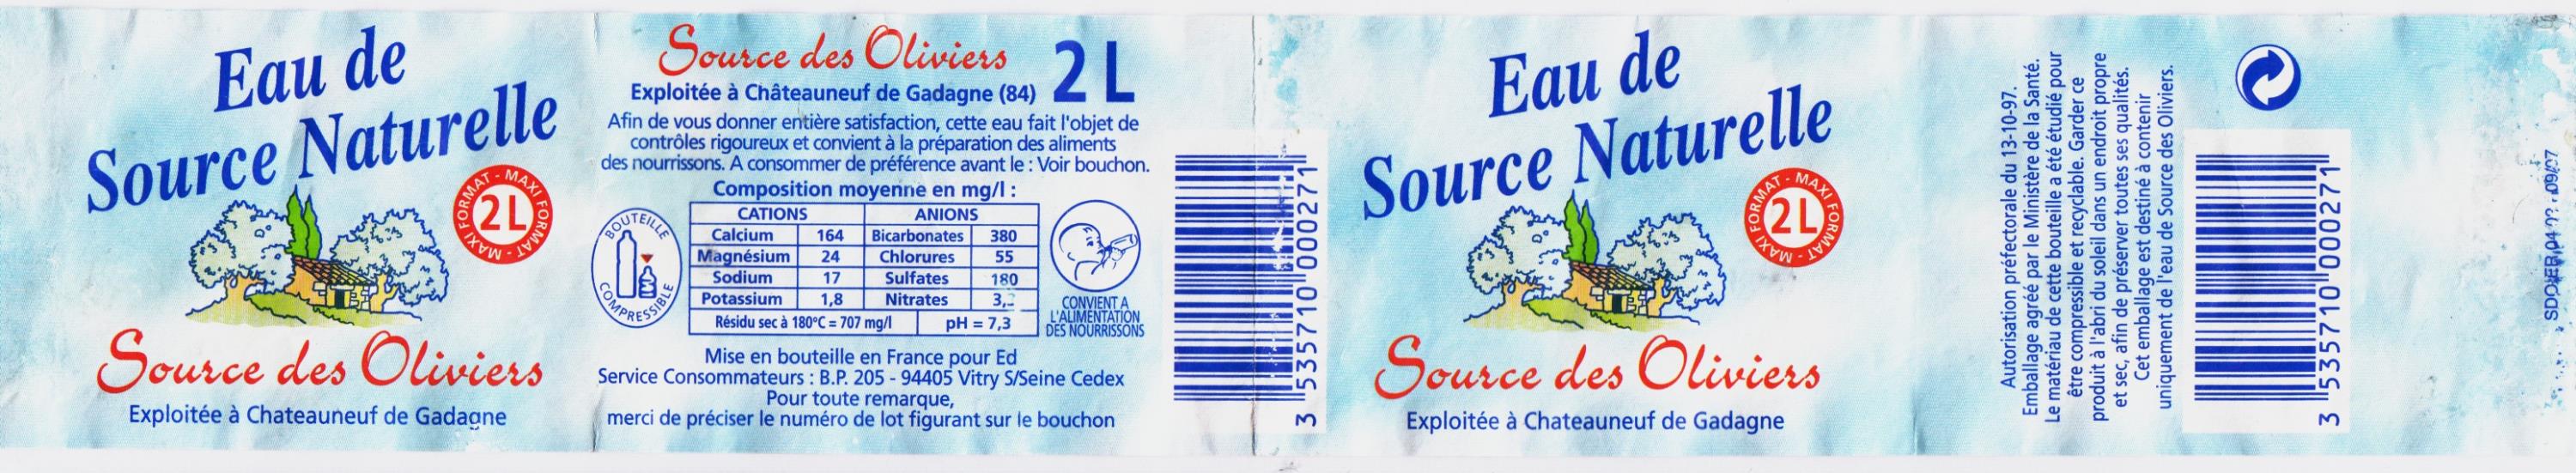 Eau de
Source Naturelle
MAXI FORMAT - MAXI FORMAT -
2L
Source des Oliviers
Exploitée à Chateauneuf de Gadagne
Source des Oliviers
2 L
Exploitée à Châteauneuf de Gadagne (84)
Afin de vous donner entière satisfaction, cette eau fait l'objet de
contrôles rigoureux et convient à la préparation des aliments
des nourrissons. A consommer de préférence avant le : Voir bouchon.
Composition moyenne en mg/l :
CATIONS ANIONS
Calcium 164 Bicarbonates 380
Magnésium 24 Chlorures 55
Sodium 17 Sulfates 180
Potassium 1,8 Nitrates
Résidu sec à 180°C = 707 mg/l pH = 7,3
BOUTEILLE
COMPRESSIBLE
CONVIENT A
L'ALIMENTATION
DES NOURRISSONS
Mise en bouteille en France pour Ed
Service Consommateurs : B.P. 205 - 94405 Vitry S/Seine Cedex
Pour toute remarque,
merci de préciser le numéro de lot figurant sur le bouchon
3 535710 000271
Eau de
Source Naturelle
MAXI FORMAT - MAXI FORMAT -
2L
Source des Oliviers
Exploitée à Chateauneuf de Gadagne
Autorisation préfectorale du 13-10-97.
Emballage agréé par le Ministère de la Santé.
Le matériau de cette bouteille a été étudié pour
être compressible et recyclable. Garder ce
produit à l'abri du soleil dans un endroit propre
et sec, afin de préserver toutes ses qualités.
Cet emballage est destiné à contenir
uniquement de l'eau de Source des Oliviers.
3 535710 000271